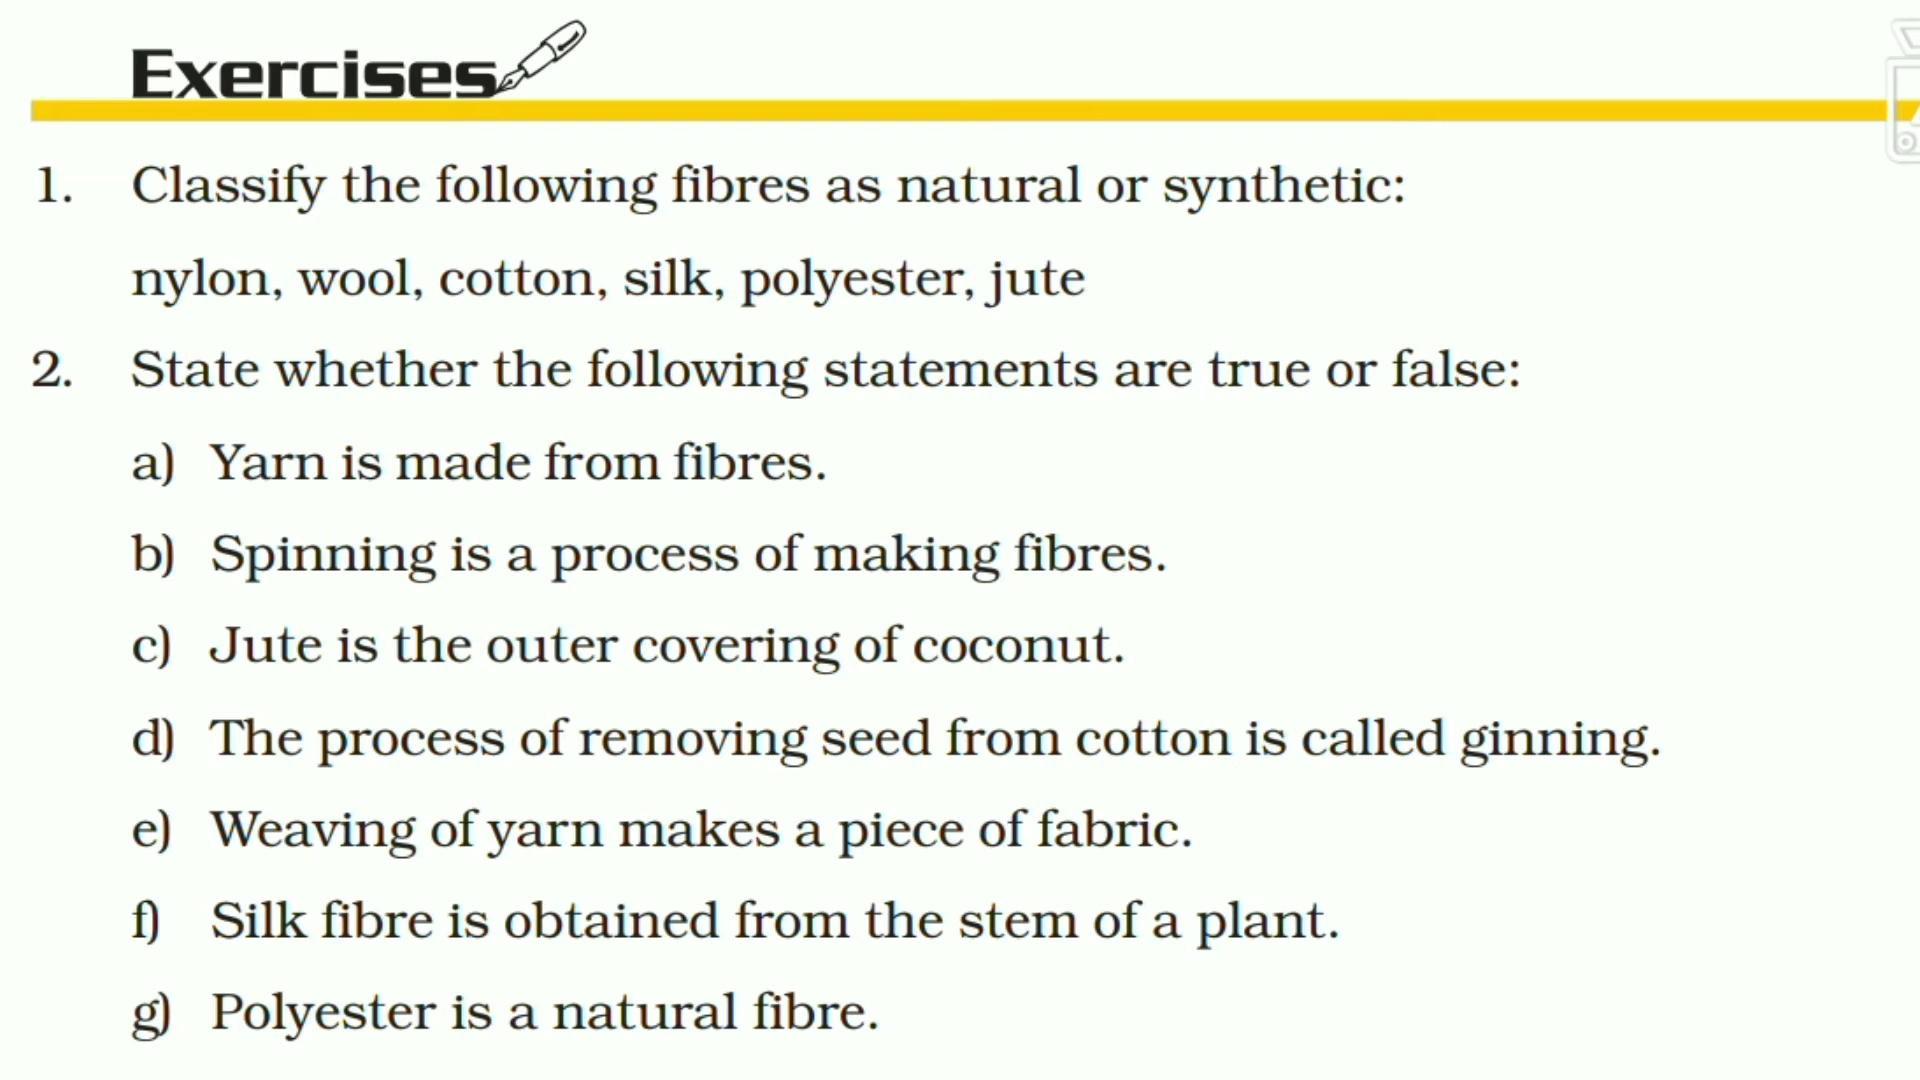 Exercises
1. Classify the following fibres as natural or synthetic:
nylon, wool, cotton, silk, polyester, jute
2. State whether the following statements are true or false:
a) Yarn is made from fibres.
b) Spinning is a process of making fibres.
c) Jute is the outer covering of coconut.
d) The process of removing seed from cotton is called ginning.
e) Weaving of yarn makes a piece of fabric.
f) Silk fibre is obtained from the stem of a plant.
g) Polyester is a natural fibre.